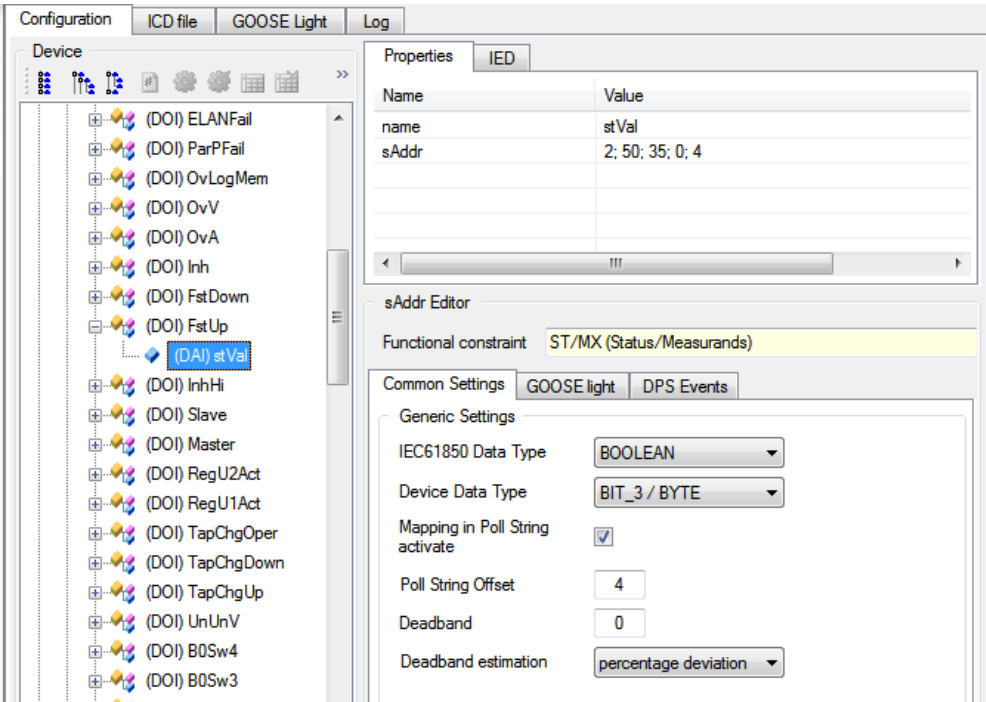 Configuration ICD file GOOSE Light Log
Device
»
(DOI) ELANFail
(DOI) ParPFail
(DOI) OvLogMem
(DOI) OvV
(DOI) OvA
(DOI) Inh
(DOI) FstDown
(DOI) FstUp
(DAI) stVal
(DOI) InhHi
(DOI) Slave
(DOI) Master
(DOI) RegU2Act
(DOI) RegU1Act
(DOI) TapChgOper
(DOI) TapChgDown
(DOI) TapChgUp
(DOI) UnUnV
(DOI) B0Sw4
(DOI) B0Sw3
Properties IED
Name Value
name stVal
sAddr 2; 50; 35; 0; 4
sAddr Editor
Functional constraint ST/MX (Status/Measurands)
Common Settings GOOSE light DPS Events
Generic Settings
IEC61850 Data Type BOOLEAN
Device Data Type BIT_3 / BYTE
Mapping in Poll String
activate
Poll String Offset 4
Deadband 0
Deadband estimation percentage deviation